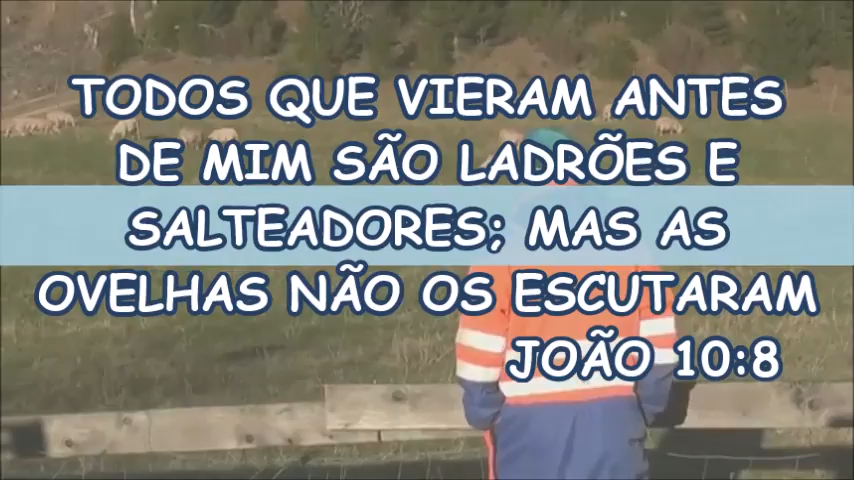 TODOS QUE VIERAM ANTES
DE MIM SÃO LADRÕES E
SALTEADORES; MAS AS
OVELHAS NÃO OS ESCUTARAM
JOÃO 10:8